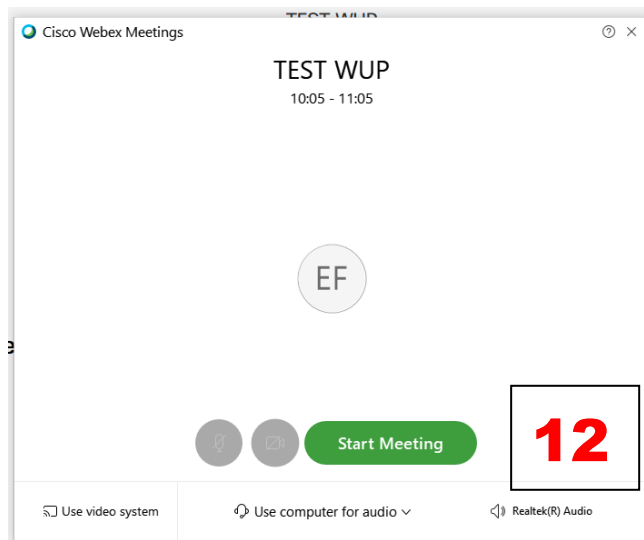 TEST WUP
Cisco Webex Meetings
TEST WUP
10:05 - 11:05
EF
e
Start Meeting
12
Use video system
Use computer for audio
Realtek(R) Audio